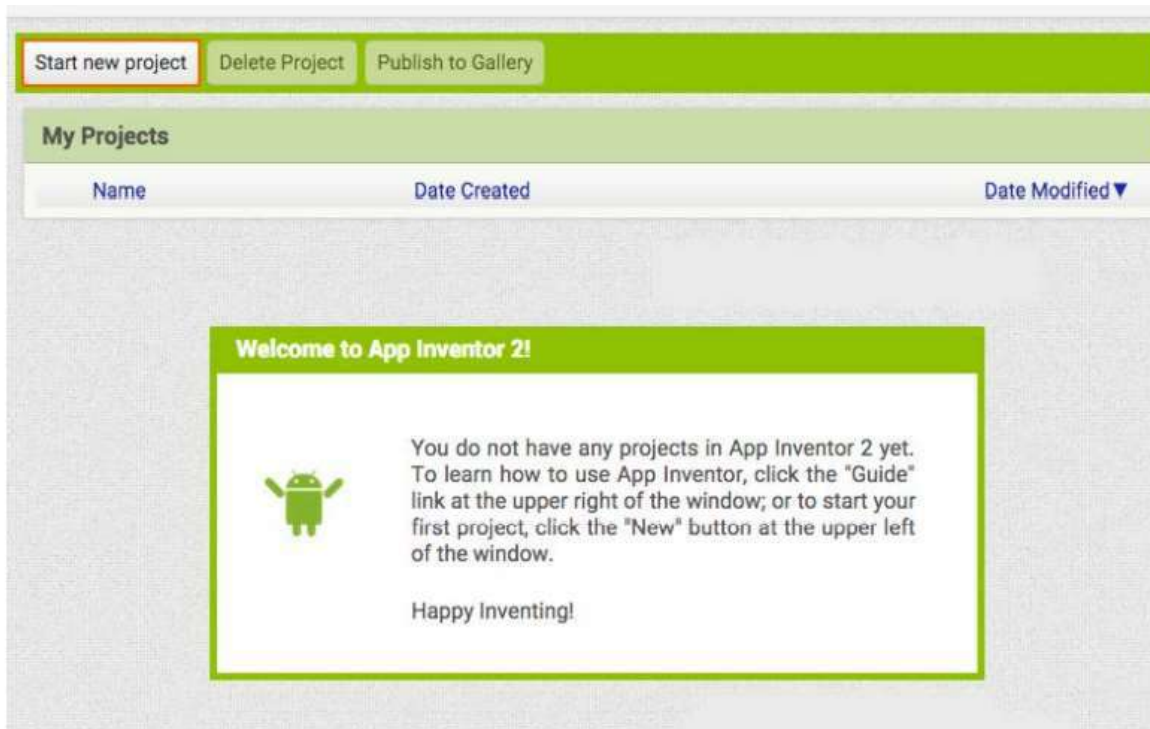 Start new project Delete Project Publish to Gallery
My Projects
Name Date Created Date Modified▼
Welcome to App Inventor 2!
You do not have any projects in App Inventor 2 yet.
To learn how to use App Inventor, click the "Guide"
link at the upper right of the window; or to start your
first project, click the "New" button at the upper left
of the window.
Happy Inventing!